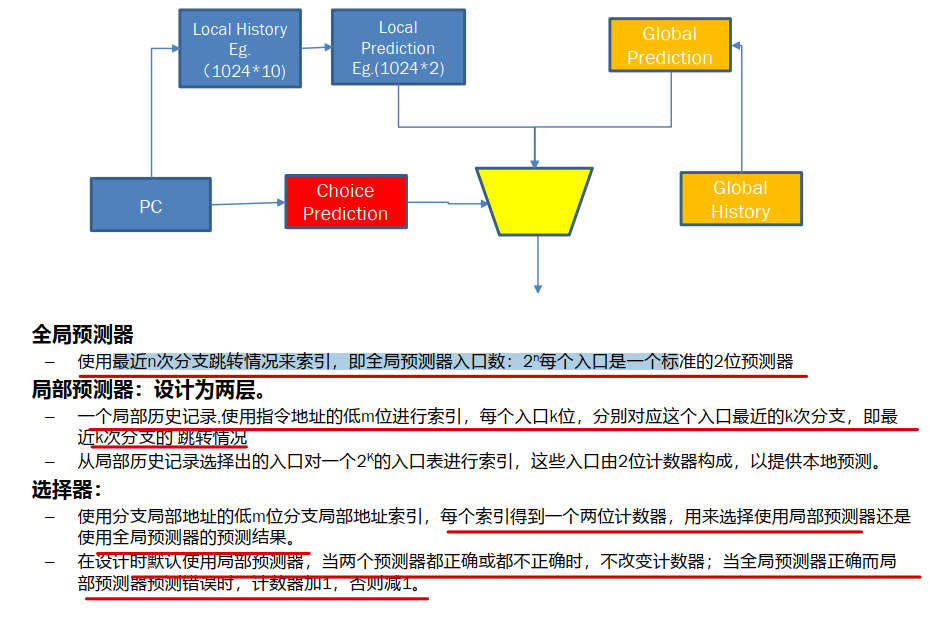 Local History
Eg.
（1024*10)
Local
Prediction
Eg.(1024*2)
Global
Prediction
PC
Choice
Prediction
Global
History
全局预测器
– 使用最近n次分支跳转情况来索引，即全局预测器入口数：2ⁿ每个入口是一个标准的2位预测器
局部预测器：设计为两层。
– 一个局部历史记录,使用指令地址的低m位进行索引，每个入口k位，分别对应这个入口最近的k次分支，即最
近k次分支的 跳转情况
– 从局部历史记录选择出的入口对一个2ᴷ的入口表进行索引，这些入口由2位计数器构成，以提供本地预测。
选择器：
– 使用分支局部地址的低m位分支局部地址索引，每个索引得到一个两位计数器，用来选择使用局部预测器还是
使用全局预测器的预测结果。
– 在设计时默认使用局部预测器，当两个预测器都正确或都不正确时，不改变计数器；当全局预测器正确而局
部预测器预测错误时，计数器加1，否则减1。